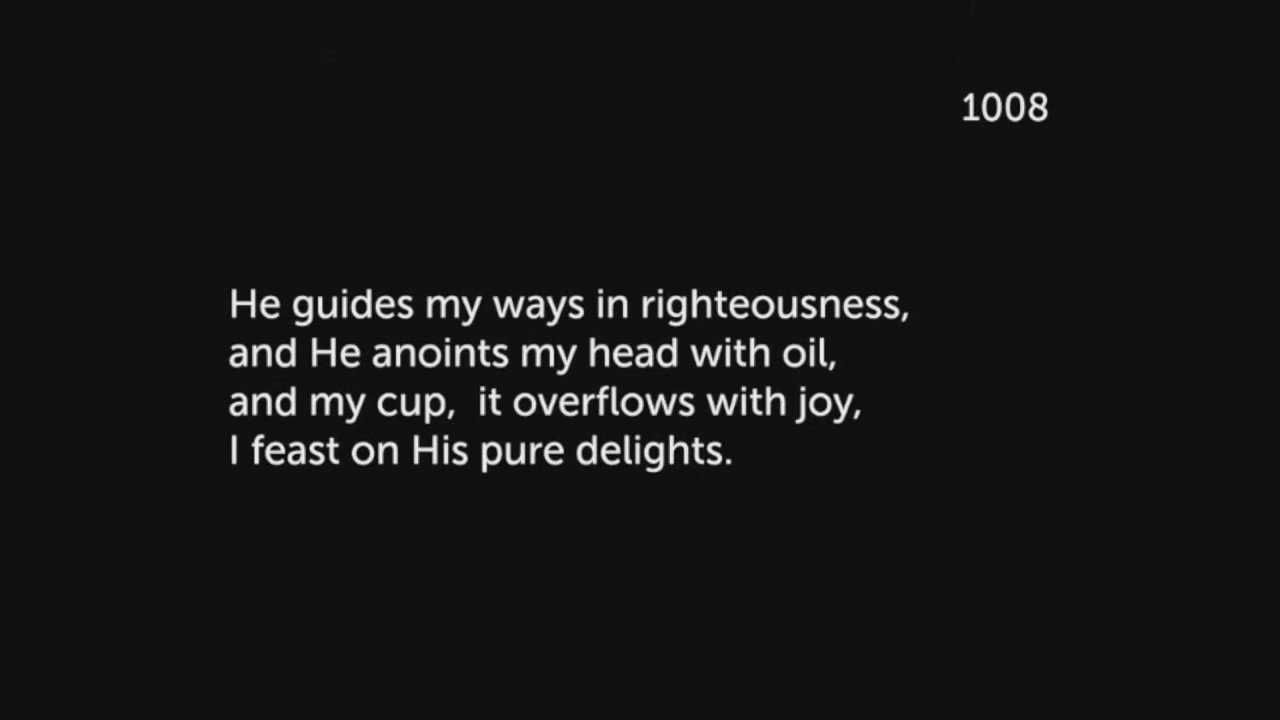 1008
He guides my ways in righteousness,
and He anoints my head with oil,
and my cup,  it overflows with joy,
I feast on His pure delights.